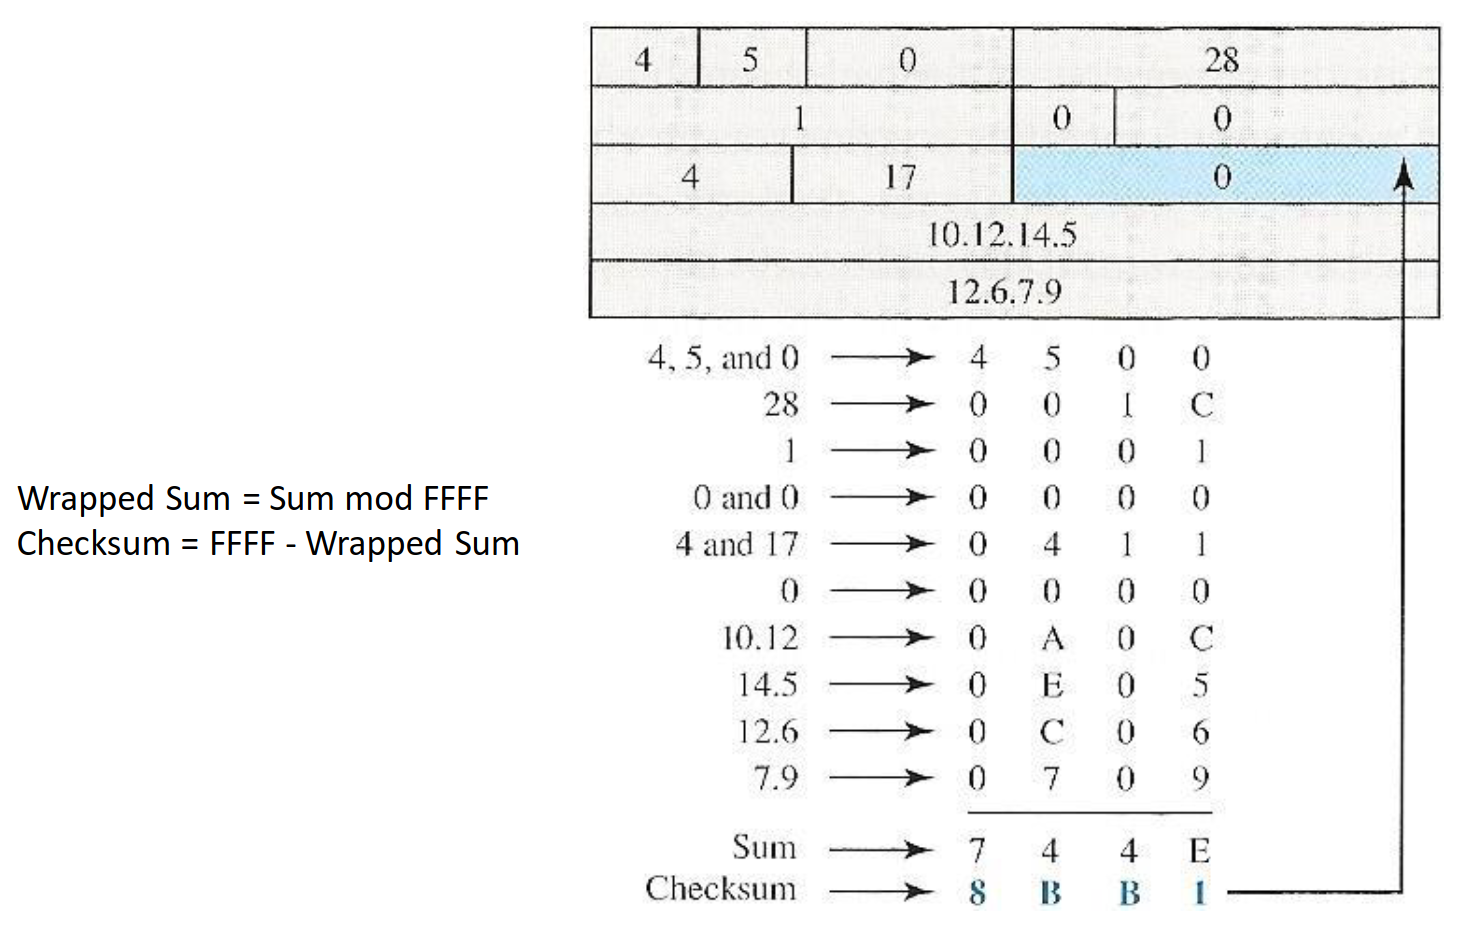 4 5 0 28
1 0 0
4 17 0
10.12.14.5
12.6.7.9
4, 5, and 0 4 5 0 0
28 0 0 1 C
1 0 0 0 1
0 and 0 0 0 0 0
4 and 17 0 4 1 1
0 0 0 0 0
10.12 0 A 0 C
14.5 0 E 0 5
12.6 0 C 0 6
7.9 0 7 0 9
Sum 7 4 4 E
Checksum 8 B B 1
Wrapped Sum = Sum mod FFFF
Checksum = FFFF - Wrapped Sum